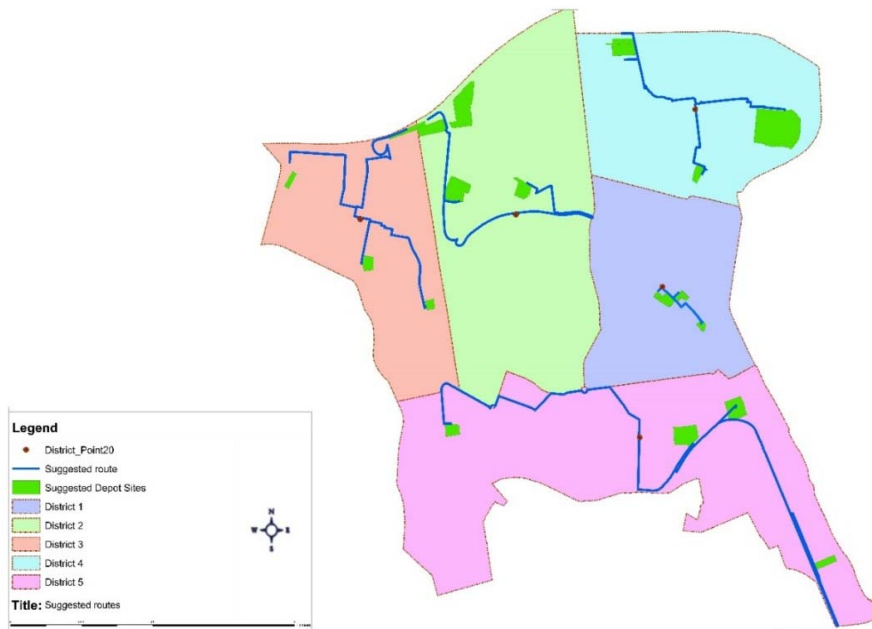 Legend
District_Point20
Suggested route
Suggested Depot Sites
District 1
District 2
District 3
District 4
District 5
Title: Suggested routes
N
W E
S